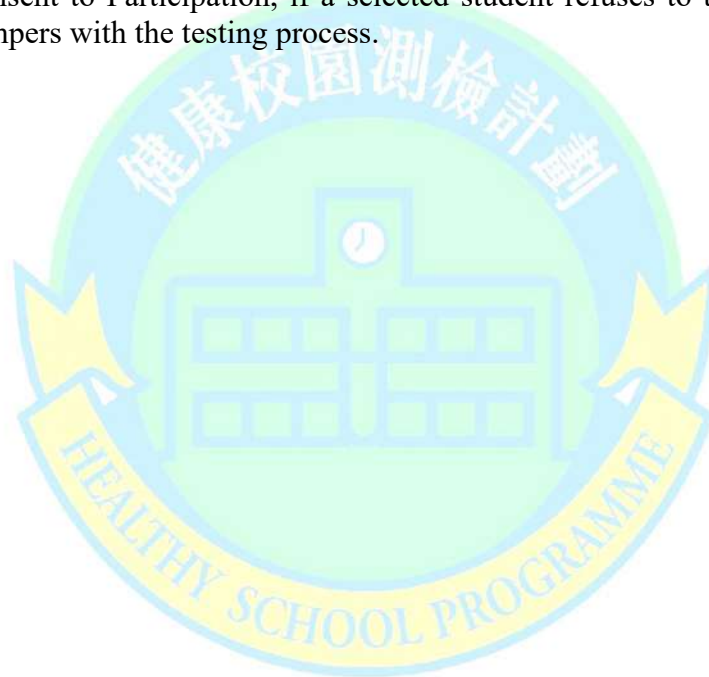 nsent to Participation, if a selected student refuses to t
mpers with the testing process.
健康校園測檢計劃
HEALTHY SCHOOL PROGRAMME